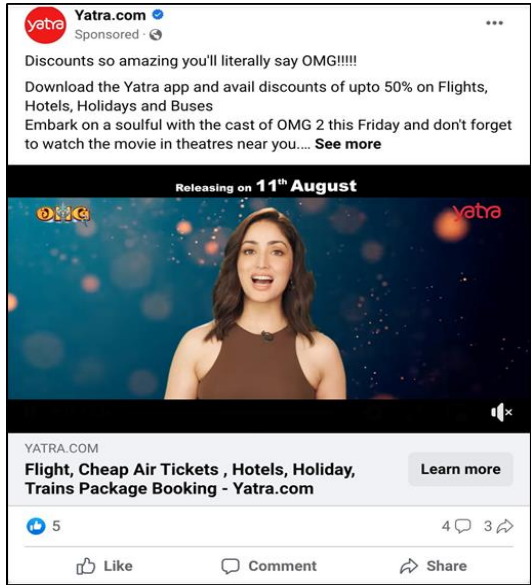 yatra
Yatra.com
Sponsored ·
Discounts so amazing you'll literally say OMG!!!!!
Download the Yatra app and avail discounts of upto 50% on Flights,
Hotels, Holidays and Buses
Embark on a soulful with the cast of OMG 2 this Friday and don't forget
to watch the movie in theatres near you.... See more
Releasing on 11th August
OMG
yatra
YATRA.COM
Flight, Cheap Air Tickets , Hotels, Holiday,
Trains Package Booking - Yatra.com
Learn more
5
4
3
Like
Comment
Share